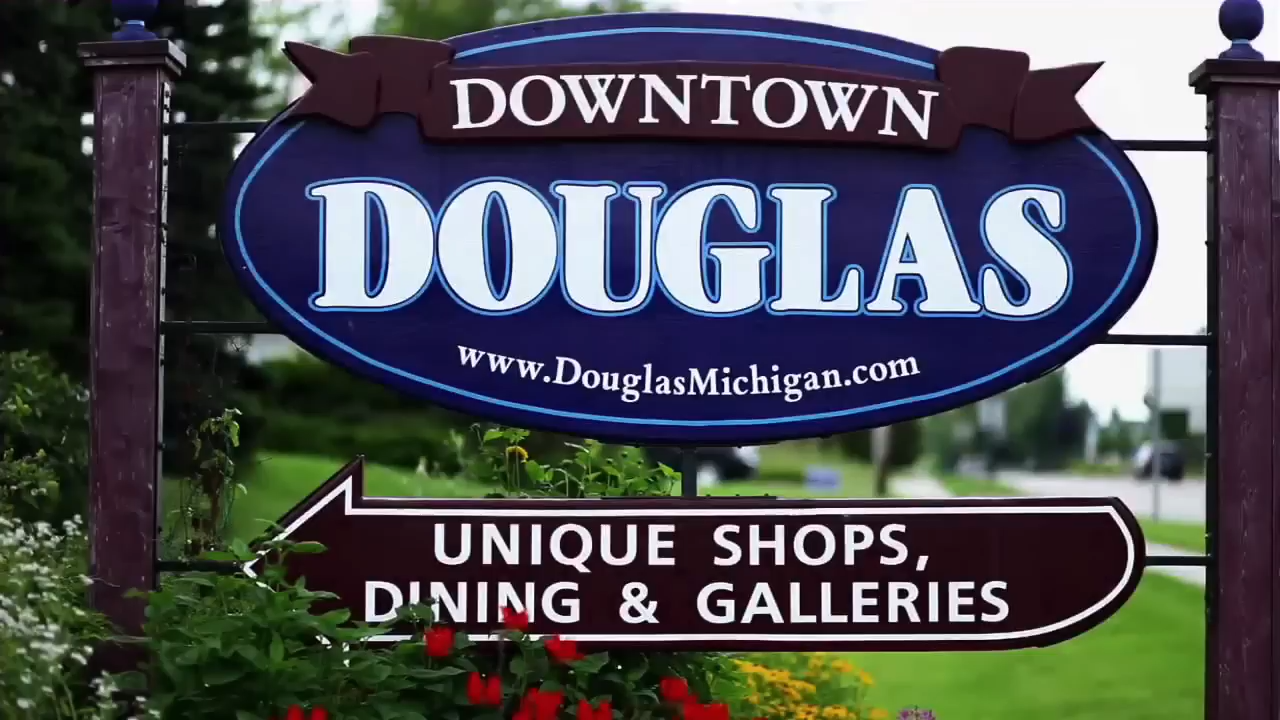 DOWNTOWN
DOUGLAS
www.DouglasMichigan.com
UNIQUE SHOPS,
DINING & GALLERIES